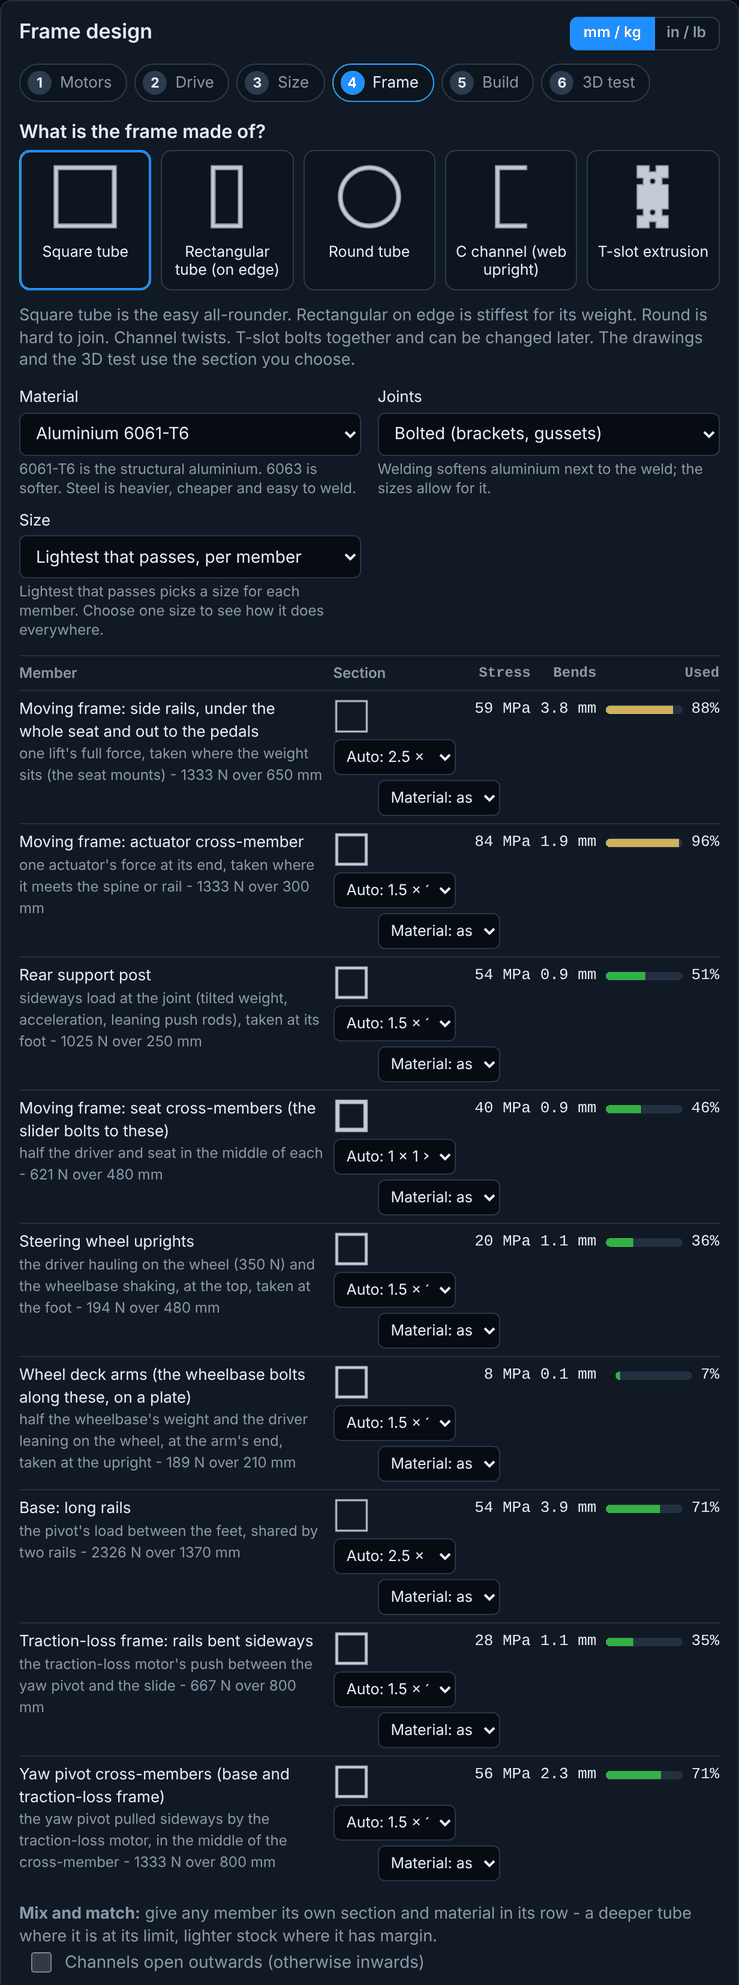 Frame design
mm / kg
in / lb
1 Motors
2 Drive
3 Size
4 Frame
5 Build
6 3D test
What is the frame made of?
Square tube
Rectangular
tube (on edge)
Round tube
C channel (web
upright)
T-slot extrusion
Square tube is the easy all-rounder. Rectangular on edge is stiffest for its weight. Round is
hard to join. Channel twists. T-slot bolts together and can be changed later. The drawings
and the 3D test use the section you choose.
Material
Aluminium 6061-T6
6061-T6 is the structural aluminium. 6063 is
softer. Steel is heavier, cheaper and easy to weld.
Joints
Bolted (brackets, gussets)
Welding softens aluminium next to the weld; the
sizes allow for it.
Size
Lightest that passes, per member
Lightest that passes picks a size for each
member. Choose one size to see how it does
everywhere.
Member Section Stress Bends Used
Moving frame: side rails, under the
whole seat and out to the pedals
one lift's full force, taken where the weight
sits (the seat mounts) - 1333 N over 650 mm
Auto: 2.5 ×
Material: as
59 MPa 3.8 mm 88%
Moving frame: actuator cross-member
one actuator's force at its end, taken where
it meets the spine or rail - 1333 N over 300
mm
Auto: 1.5 ×
Material: as
84 MPa 1.9 mm 96%
Rear support post
sideways load at the joint (tilted weight,
acceleration, leaning push rods), taken at its
foot - 1025 N over 250 mm
Auto: 1.5 ×
Material: as
54 MPa 0.9 mm 51%
Moving frame: seat cross-members (the
slider bolts to these)
half the driver and seat in the middle of each
- 621 N over 480 mm
Auto: 1 × 1
Material: as
40 MPa 0.9 mm 46%
Steering wheel uprights
the driver hauling on the wheel (350 N) and
the wheelbase shaking, at the top, taken at
the foot - 194 N over 480 mm
Auto: 1.5 ×
Material: as
20 MPa 1.1 mm 36%
Wheel deck arms (the wheelbase bolts
along these, on a plate)
half the wheelbase's weight and the driver
leaning on the wheel, at the arm's end,
taken at the upright - 189 N over 210 mm
Auto: 1.5 ×
Material: as
8 MPa 0.1 mm 7%
Base: long rails
the pivot's load between the feet, shared by
two rails - 2326 N over 1370 mm
Auto: 2.5 ×
Material: as
54 MPa 3.9 mm 71%
Traction-loss frame: rails bent sideways
the traction-loss motor's push between the
yaw pivot and the slide - 667 N over 800
mm
Auto: 1.5 ×
Material: as
28 MPa 1.1 mm 35%
Yaw pivot cross-members (base and
traction-loss frame)
the yaw pivot pulled sideways by the
traction-loss motor, in the middle of the
cross-member - 1333 N over 800 mm
Auto: 1.5 ×
Material: as
56 MPa 2.3 mm 71%
Mix and match: give any member its own section and material in its row - a deeper tube
where it is at its limit, lighter stock where it has margin.
Channels open outwards (otherwise inwards)